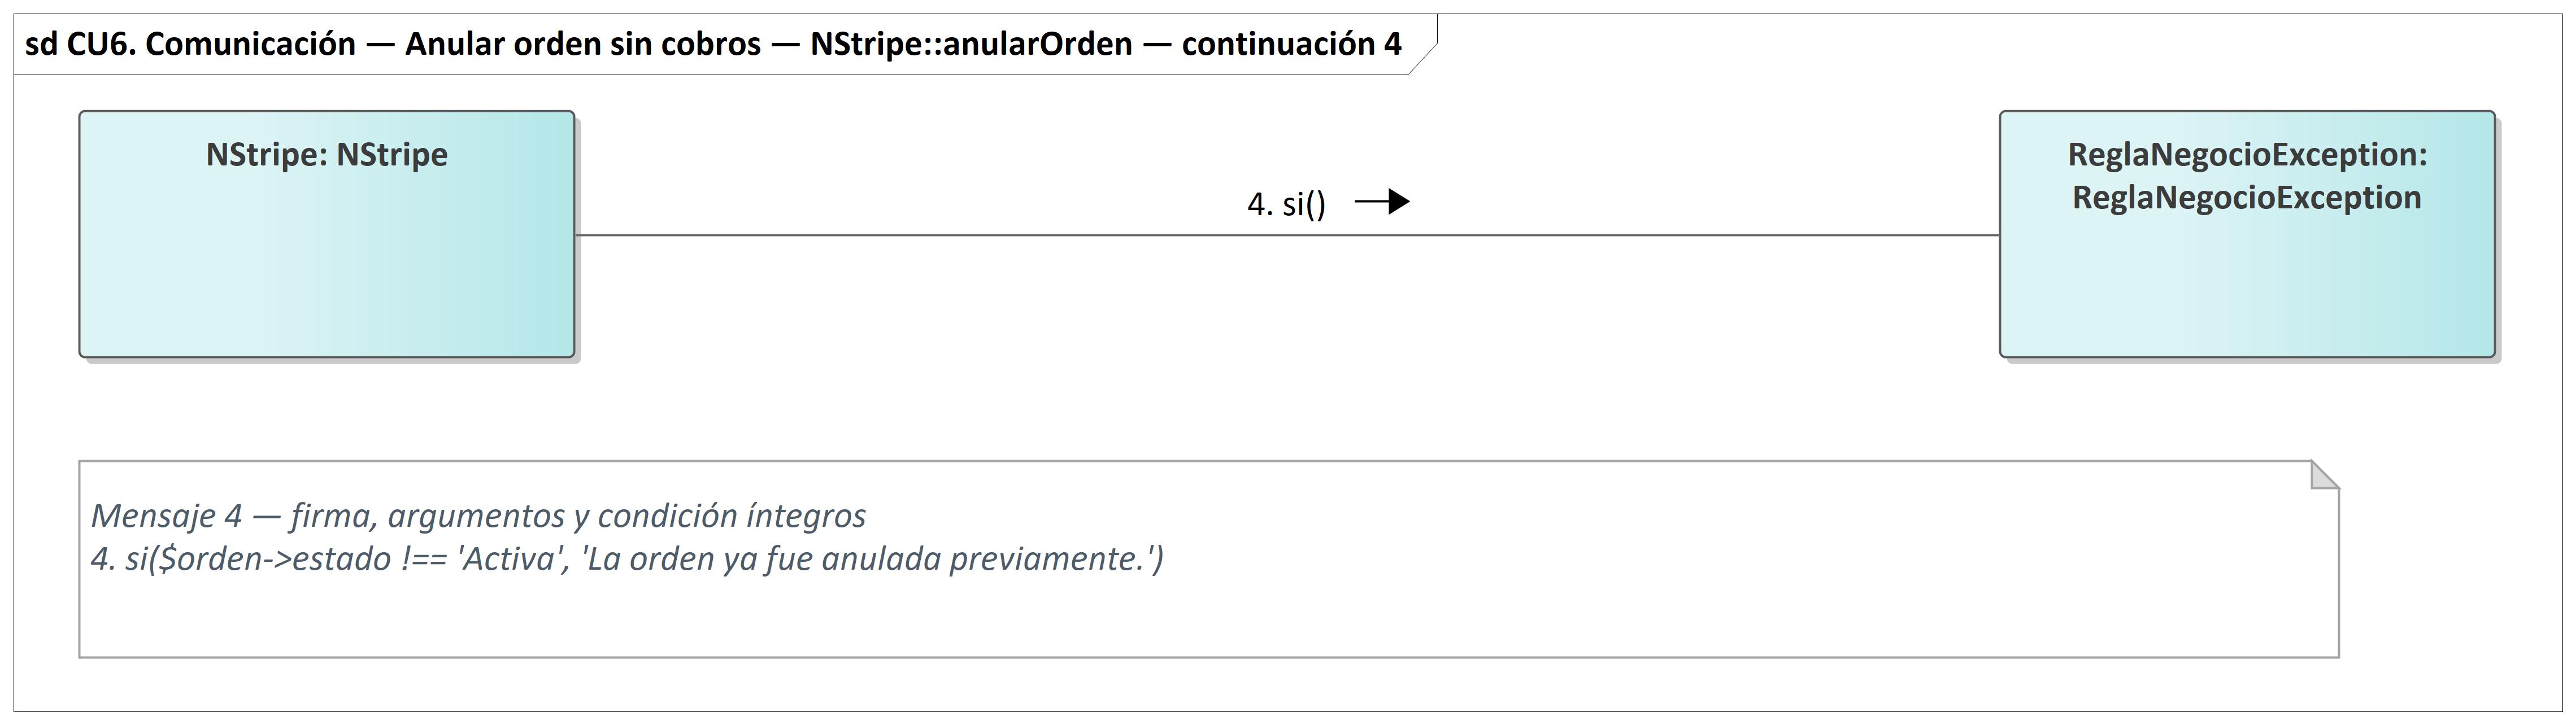 sd CU6. Comunicación — Anular orden sin cobros — NStripe::anularOrden — continuación 4
NStripe: NStripe
ReglaNegocioException:
ReglaNegocioException
4. si()
Mensaje 4 — firma, argumentos y condición íntegros
4. si($orden->estado !== 'Activa', 'La orden ya fue anulada previamente.')